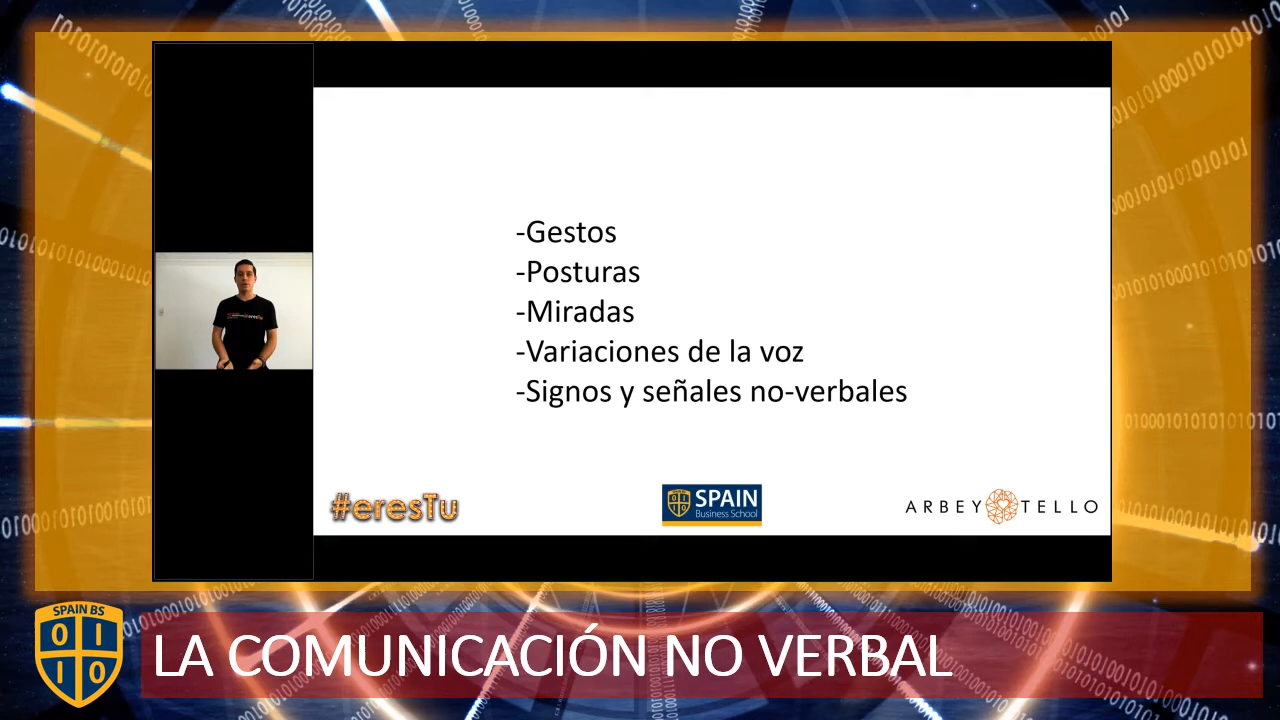 -Gestos
-Posturas
-Miradas
-Variaciones de la voz
-Signos y señales no-verbales
#eresTu
SPAIN
Business School
ARBEY TELLO
SPAIN BS
O I
I O
LA COMUNICACIÓN NO VERBAL